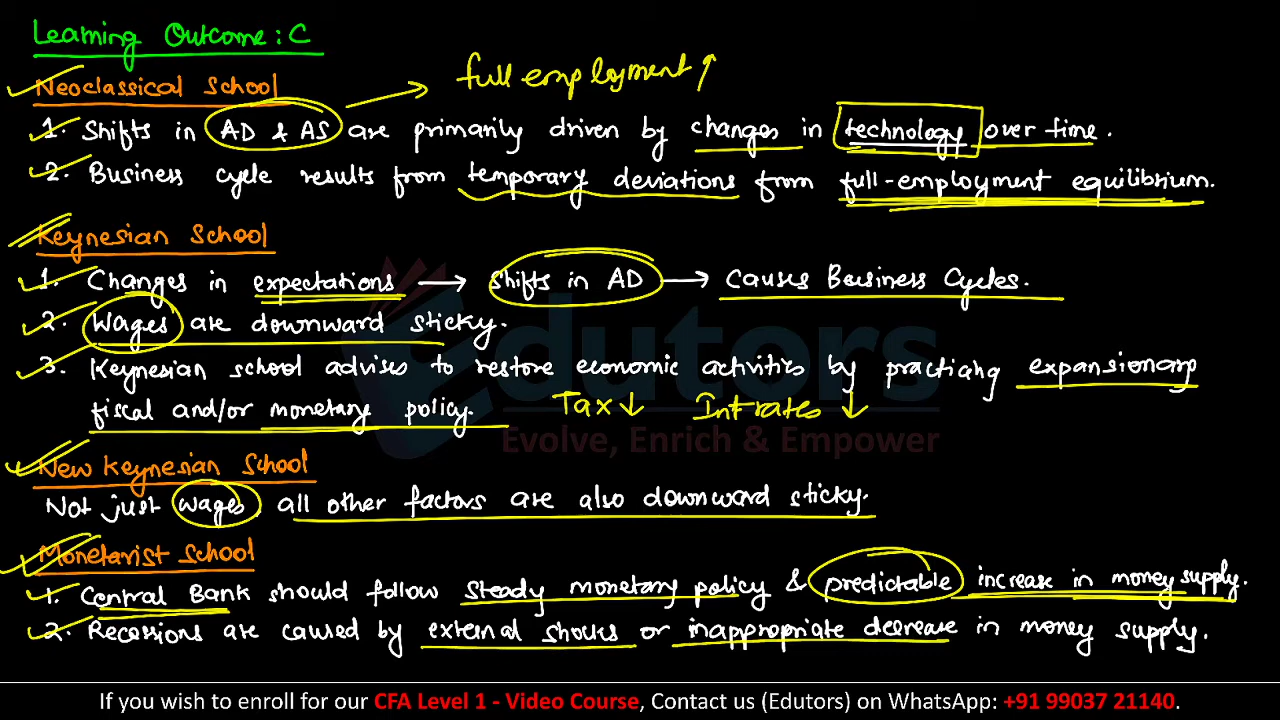 Learning Outcome: C
full employment ↑
Neoclassical School
1. Shifts in AD & AS are primarily driven by changes in technology over time.
2. Business cycle results from temporary deviations from full-employment equilibrium.
Keynesian School
1. Changes in expectations → Shifts in AD → Causes Business Cycles.
2. Wages are downward sticky.
3. Keynesian school advises to restore economic activities by practicing expansionary
fiscal and/or monetary policy. Tax ↓ Int rates ↓
Edutors
Evolve, Enrich & Empower
New Keynesian School
Not just wages, all other factors are also downward sticky.
Monetarist School
1. Central Bank should follow steady monetary policy & predictable increase in money supply.
2. Recessions are caused by external shocks or inappropriate decrease in money supply.
If you wish to enroll for our CFA Level 1 - Video Course, Contact us (Edutors) on WhatsApp: +91 99037 21140.